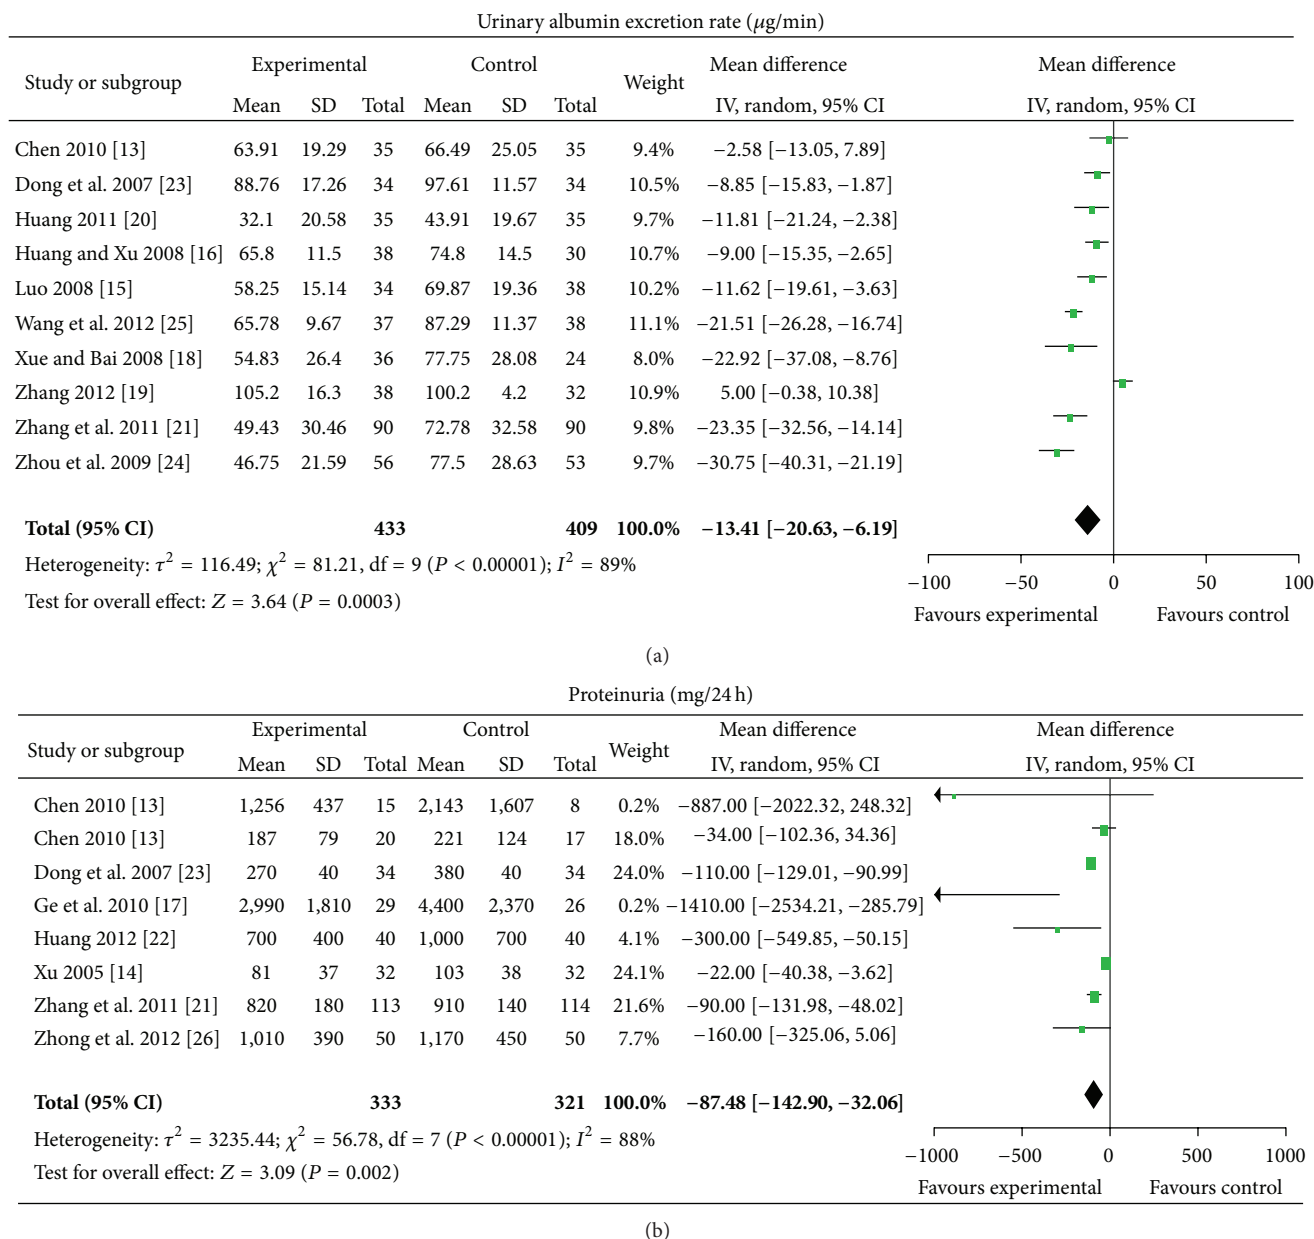 Urinary albumin excretion rate (μg/min)
Study or subgroup Experimental Control Weight Mean difference Mean difference
Mean SD Total Mean SD Total IV, random, 95% CI IV, random, 95% CI
Chen 2010 [13] 63.91 19.29 35 66.49 25.05 35 9.4% −2.58 [−13.05, 7.89]
Dong et al. 2007 [23] 88.76 17.26 34 97.61 11.57 34 10.5% −8.85 [−15.83, −1.87]
Huang 2011 [20] 32.1 20.58 35 43.91 19.67 35 9.7% −11.81 [−21.24, −2.38]
Huang and Xu 2008 [16] 65.8 11.5 38 74.8 14.5 30 10.7% −9.00 [−15.35, −2.65]
Luo 2008 [15] 58.25 15.14 34 69.87 19.36 38 10.2% −11.62 [−19.61, −3.63]
Wang et al. 2012 [25] 65.78 9.67 37 87.29 11.37 38 11.1% −21.51 [−26.28, −16.74]
Xue and Bai 2008 [18] 54.83 26.4 36 77.75 28.08 24 8.0% −22.92 [−37.08, −8.76]
Zhang 2012 [19] 105.2 16.3 38 100.2 4.2 32 10.9% 5.00 [−0.38, 10.38]
Zhang et al. 2011 [21] 49.43 30.46 90 72.78 32.58 90 9.8% −23.35 [−32.56, −14.14]
Zhou et al. 2009 [24] 46.75 21.59 56 77.5 28.63 53 9.7% −30.75 [−40.31, −21.19]
Total (95% CI) 433 409 100.0% −13.41 [−20.63, −6.19]
Heterogeneity: τ² = 116.49; χ² = 81.21, df = 9 (P < 0.00001); I² = 89%
Test for overall effect: Z = 3.64 (P = 0.0003)
−100 −50 0 50 100
Favours experimental Favours control
(a)
Proteinuria (mg/24 h)
Study or subgroup Experimental Control Weight Mean difference Mean difference
Mean SD Total Mean SD Total IV, random, 95% CI IV, random, 95% CI
Chen 2010 [13] 1,256 437 15 2,143 1,607 8 0.2% −887.00 [−2022.32, 248.32]
Chen 2010 [13] 187 79 20 221 124 17 18.0% −34.00 [−102.36, 34.36]
Dong et al. 2007 [23] 270 40 34 380 40 34 24.0% −110.00 [−129.01, −90.99]
Ge et al. 2010 [17] 2,990 1,810 29 4,400 2,370 26 0.2% −1410.00 [−2534.21, −285.79]
Huang 2012 [22] 700 400 40 1,000 700 40 4.1% −300.00 [−549.85, −50.15]
Xu 2005 [14] 81 37 32 103 38 32 24.1% −22.00 [−40.38, −3.62]
Zhang et al. 2011 [21] 820 180 113 910 140 114 21.6% −90.00 [−131.98, −48.02]
Zhong et al. 2012 [26] 1,010 390 50 1,170 450 50 7.7% −160.00 [−325.06, 5.06]
Total (95% CI) 333 321 100.0% −87.48 [−142.90, −32.06]
Heterogeneity: τ² = 3235.44; χ² = 56.78, df = 7 (P < 0.00001); I² = 88%
Test for overall effect: Z = 3.09 (P = 0.002)
−1000 −500 0 500 1000
Favours experimental Favours control
(b)